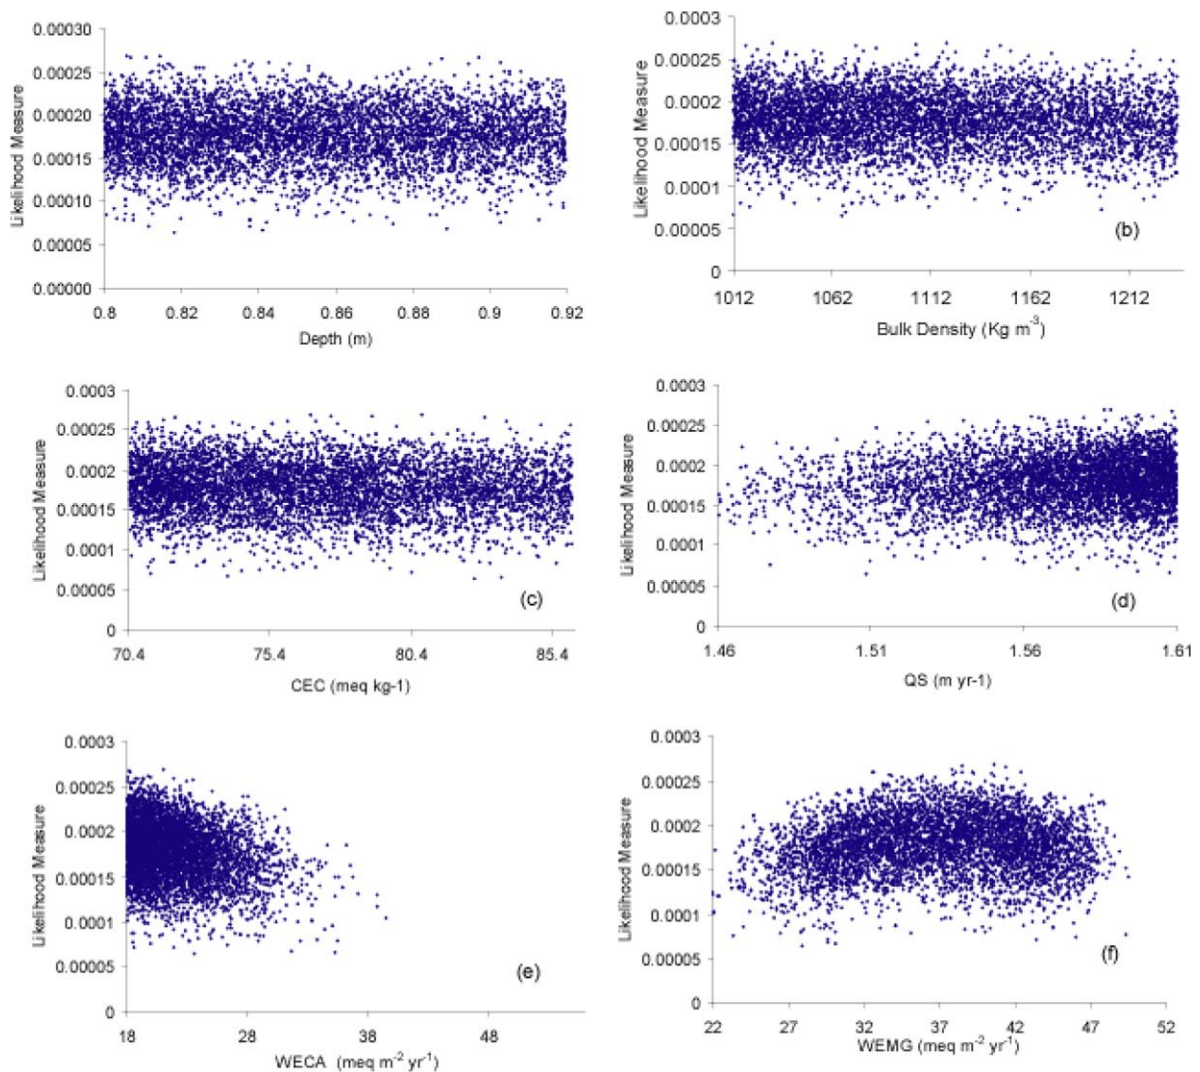 0.00030
0.00025
0.00020
0.00015
0.00010
0.00005
0.00000
Likelihood Measure
0.8 0.82 0.84 0.86 0.88 0.9 0.92
Depth (m)
0.0003
0.00025
0.0002
0.00015
0.0001
0.00005
0
Likelihood Measure
(b)
1012 1062 1112 1162 1212
Bulk Density (Kg m⁻³)
0.0003
0.00025
0.0002
0.00015
0.0001
0.00005
0
Likelihood Measure
(c)
70.4 75.4 80.4 85.4
CEC (meq kg-1)
0.0003
0.00025
0.0002
0.00015
0.0001
0.00005
0
Likelihood Measure
(d)
1.46 1.51 1.56 1.61
QS (m yr-1)
0.0003
0.00025
0.0002
0.00015
0.0001
0.00005
0
Likelihood Measure
(e)
18 28 38 48
WECA (meq m⁻² yr⁻¹)
0.0003
0.00025
0.0002
0.00015
0.0001
0.00005
0
Likelihood Measure
(f)
22 27 32 37 42 47 52
WEMG (meq m⁻² yr⁻¹)